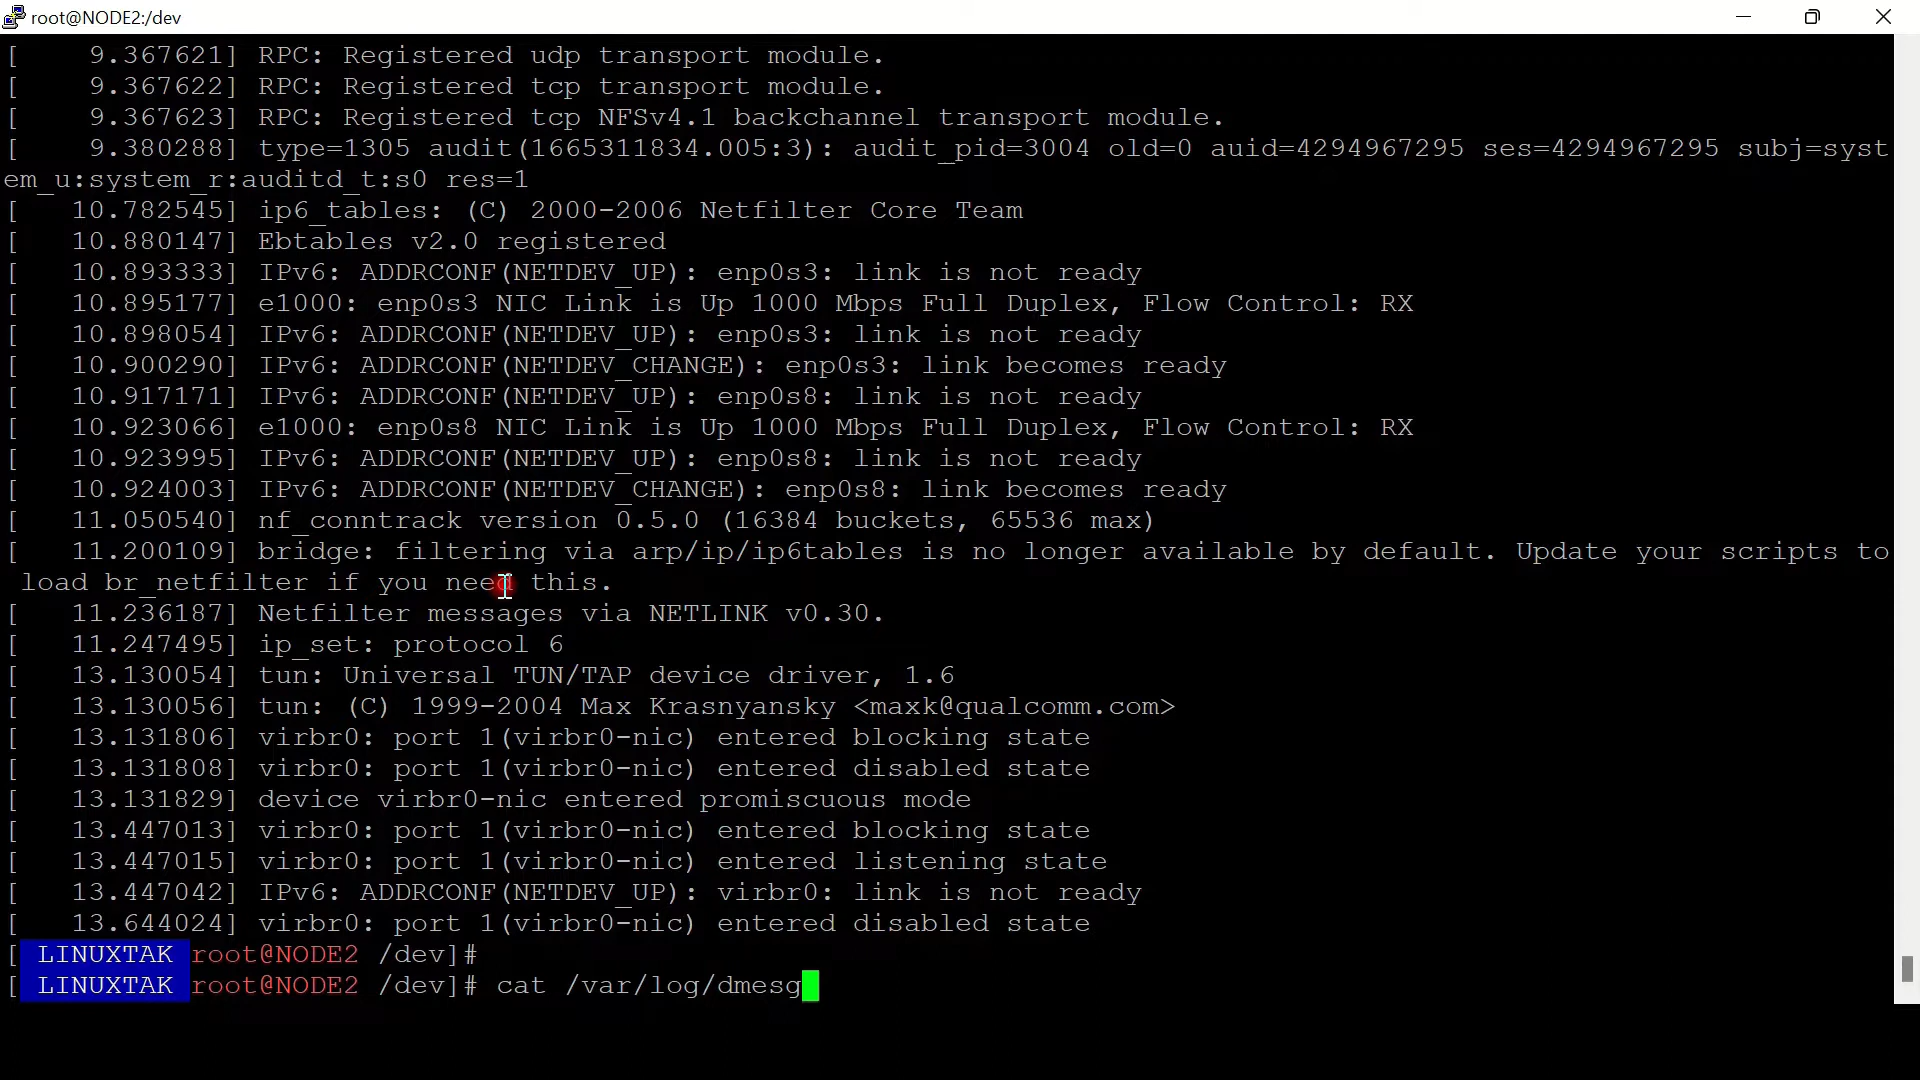 root@NODE2:/dev
[    9.367621] RPC: Registered udp transport module.
[    9.367622] RPC: Registered tcp transport module.
[    9.367623] RPC: Registered tcp NFSv4.1 backchannel transport module.
[    9.380288] type=1305 audit(1665311834.005:3): audit_pid=3004 old=0 auid=4294967295 ses=4294967295 subj=syst
em_u:system_r:auditd_t:s0 res=1
[   10.782545] ip6_tables: (C) 2000-2006 Netfilter Core Team
[   10.880147] Ebtables v2.0 registered
[   10.893333] IPv6: ADDRCONF(NETDEV_UP): enp0s3: link is not ready
[   10.895177] e1000: enp0s3 NIC Link is Up 1000 Mbps Full Duplex, Flow Control: RX
[   10.898054] IPv6: ADDRCONF(NETDEV_UP): enp0s3: link is not ready
[   10.900290] IPv6: ADDRCONF(NETDEV_CHANGE): enp0s3: link becomes ready
[   10.917171] IPv6: ADDRCONF(NETDEV_UP): enp0s8: link is not ready
[   10.923066] e1000: enp0s8 NIC Link is Up 1000 Mbps Full Duplex, Flow Control: RX
[   10.923995] IPv6: ADDRCONF(NETDEV_UP): enp0s8: link is not ready
[   10.924003] IPv6: ADDRCONF(NETDEV_CHANGE): enp0s8: link becomes ready
[   11.050540] nf_conntrack version 0.5.0 (16384 buckets, 65536 max)
[   11.200109] bridge: filtering via arp/ip/ip6tables is no longer available by default. Update your scripts to
 load br_netfilter if you need this.
[   11.236187] Netfilter messages via NETLINK v0.30.
[   11.247495] ip_set: protocol 6
[   13.130054] tun: Universal TUN/TAP device driver, 1.6
[   13.130056] tun: (C) 1999-2004 Max Krasnyansky <maxk@qualcomm.com>
[   13.131806] virbr0: port 1(virbr0-nic) entered blocking state
[   13.131808] virbr0: port 1(virbr0-nic) entered disabled state
[   13.131829] device virbr0-nic entered promiscuous mode
[   13.447013] virbr0: port 1(virbr0-nic) entered blocking state
[   13.447015] virbr0: port 1(virbr0-nic) entered listening state
[   13.447042] IPv6: ADDRCONF(NETDEV_UP): virbr0: link is not ready
[   13.644024] virbr0: port 1(virbr0-nic) entered disabled state
[ LINUXTAK root@NODE2 /dev]#
[ LINUXTAK root@NODE2 /dev]# cat /var/log/dmesg